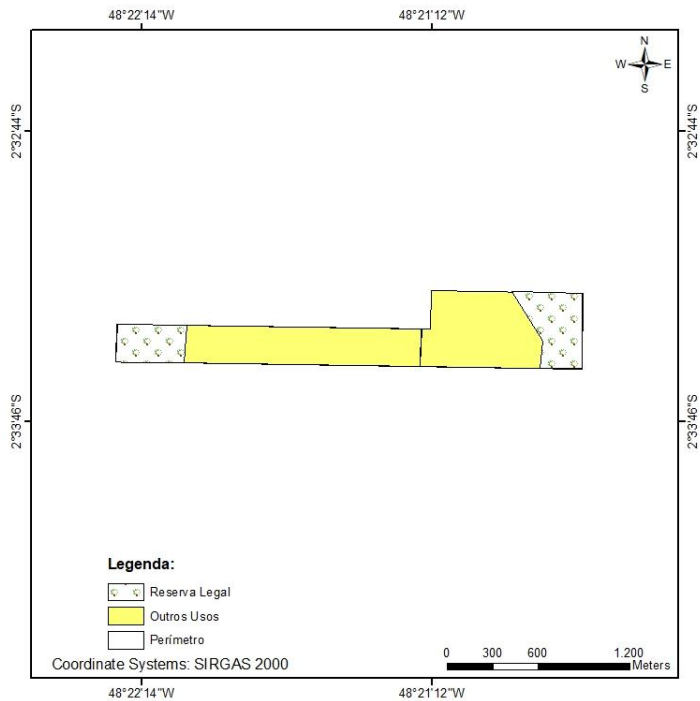 48°22'14"W 48°21'12"W
N
W E
S
2°32'44"S 2°32'44"S
2°33'46"S 2°33'46"S
Legenda:
Reserva Legal
Outros Usos
Perímetro
0 300 600 1.200
Meters
Coordinate Systems: SIRGAS 2000
48°22'14"W 48°21'12"W